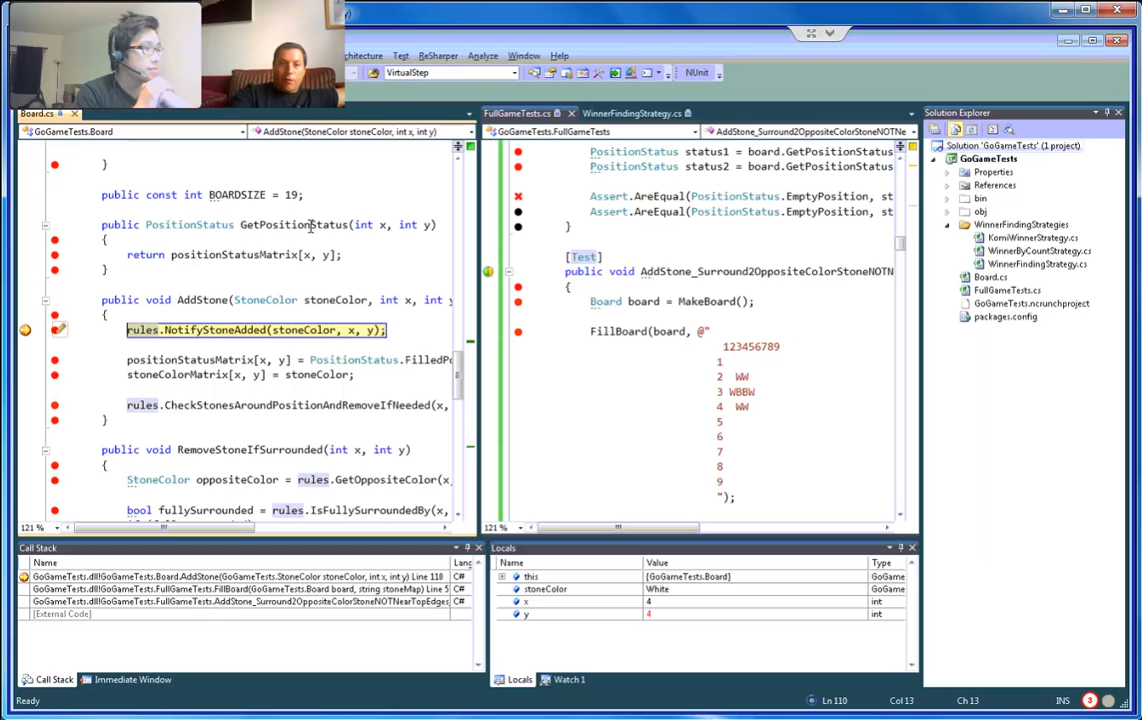 chitecture Test ReSharper Analyze Window Help
VirtualStep NUnit
Board.cs
GoGameTests.Board AddStone(StoneColor stoneColor, int x, int y)
}
public const int BOARDSIZE = 19;
public PositionStatus GetPositionStatus(int x, int y)
{
return positionStatusMatrix[x, y];
}
public void AddStone(StoneColor stoneColor, int x, int y
{
rules.NotifyStoneAdded(stoneColor, x, y);
positionStatusMatrix[x, y] = PositionStatus.FilledPo
stoneColorMatrix[x, y] = stoneColor;
rules.CheckStonesAroundPositionAndRemoveIfNeeded(x,
}
public void RemoveStoneIfSurrounded(int x, int y)
{
StoneColor oppositeColor = rules.GetOppositeColor(x,
bool fullySurrounded = rules.IsFullySurroundedBy(x,
121 %
FullGameTests.cs WinnerFindingStrategy.cs
GoGameTests.FullGameTests AddStone_Surround2OppositeColorStoneNOTNe
PositionStatus status1 = board.GetPositionStatus
PositionStatus status2 = board.GetPositionStatus
Assert.AreEqual(PositionStatus.EmptyPosition, st
Assert.AreEqual(PositionStatus.EmptyPosition, st
}
[Test]
public void AddStone_Surround2OppositeColorStoneNOTN
{
Board board = MakeBoard();
FillBoard(board, @"
123456789
1
2 WW
3 WBBW
4 WW
5
6
7
8
9
");
121 %
Solution Explorer
Solution 'GoGameTests' (1 project)
GoGameTests
Properties
References
bin
obj
WinnerFindingStrategies
KomiWinnerStrategy.cs
WinnerByCountStrategy.cs
WinnerFindingStrategy.cs
Board.cs
FullGameTests.cs
GoGameTests.ncrunchproject
packages.config
Call Stack
Name Lang
GoGameTests.dll!GoGameTests.Board.AddStone(GoGameTests.StoneColor stoneColor, int x, int y) Line 110 C#
GoGameTests.dll!GoGameTests.FullGameTests.FillBoard(GoGameTests.Board board, string stoneMap) Line 5 C#
GoGameTests.dll!GoGameTests.FullGameTests.AddStone_Surround2OppositeColorStoneNOTNearTopEdges C#
[External Code]
Call Stack Immediate Window
Locals
Name Value Type
this {GoGameTests.Board} GoGame
stoneColor White GoGame
x 4 int
y 4 int
Locals Watch 1
Ready Ln 110 Col 13 Ch 13 INS 3